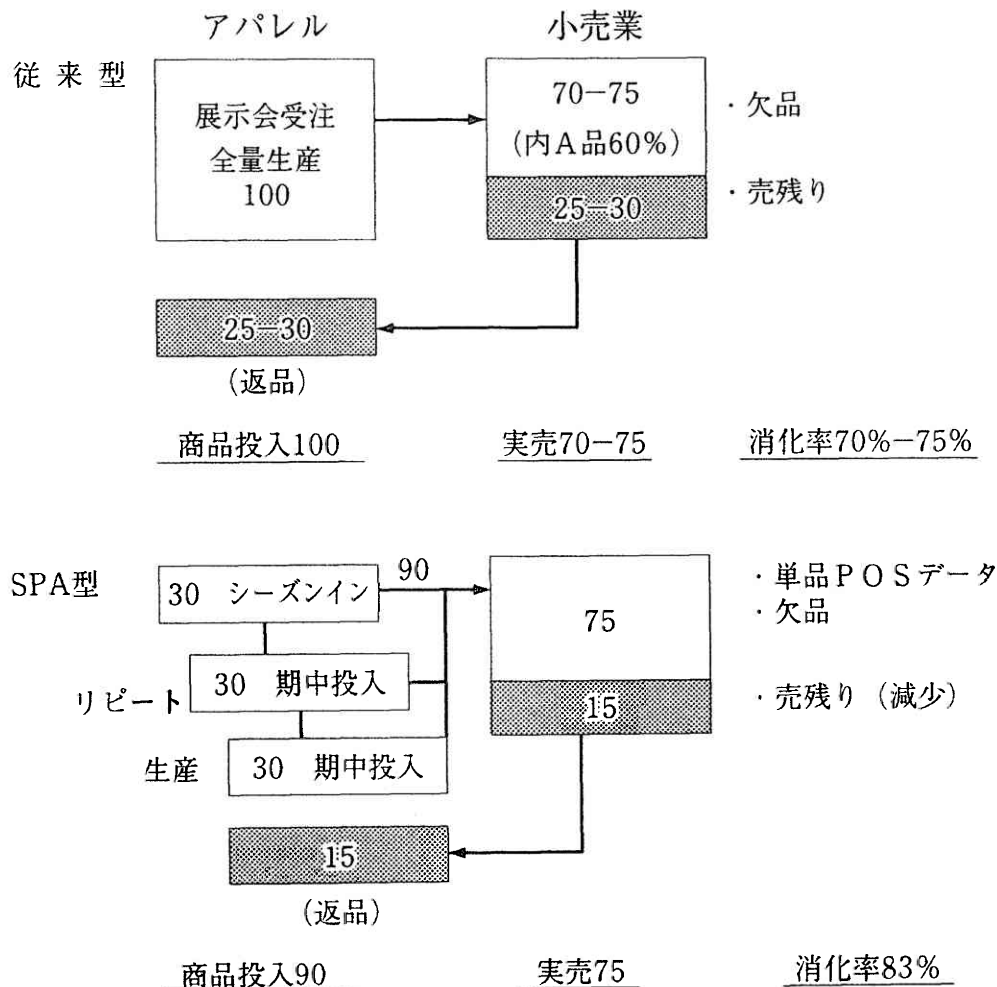 アパレル 小売業
従来型
展示会受注
全量生産
100
70-75
(内A品60%)
25-30
・欠品
・売残り
25-30
(返品)
商品投入100 実売70-75 消化率70%-75%
SPA型
30 シーズンイン
90
リピート
30 期中投入
生産
30 期中投入
75
15
・単品POSデータ
・欠品
・売残り(減少)
15
(返品)
商品投入90 実売75 消化率83%